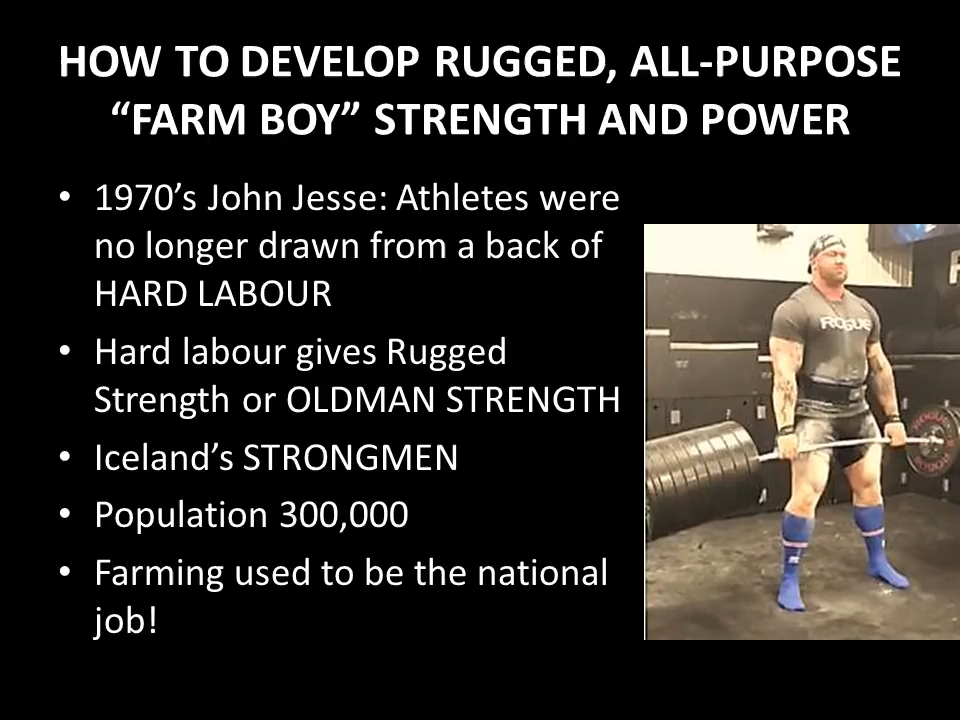 HOW TO DEVELOP RUGGED, ALL-PURPOSE
“FARM BOY” STRENGTH AND POWER
• 1970’s John Jesse: Athletes were
no longer drawn from a back of
HARD LABOUR
• Hard labour gives Rugged
Strength or OLDMAN STRENGTH
• Iceland’s STRONGMEN
• Population 300,000
• Farming used to be the national
job!
ROGUE
ROGUE